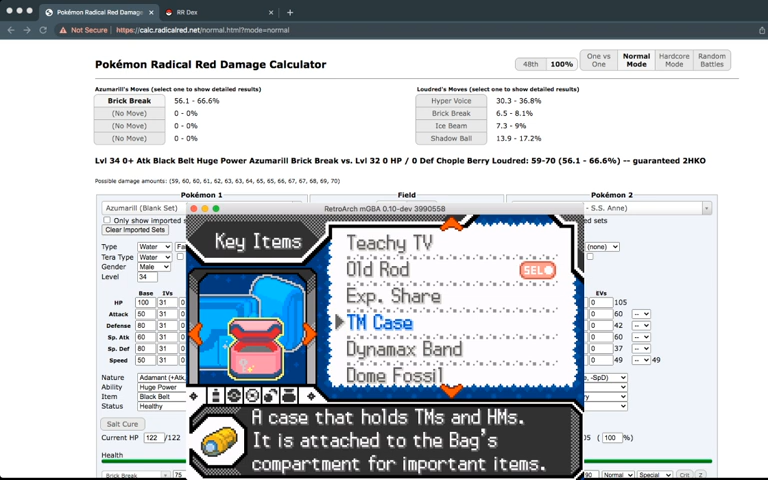 Pokémon Radical Red Damage
RR Dex
Not Secure
https://calc.radicalred.net/normal.html?mode=normal
Pokémon Radical Red Damage Calculator
48th
100%
One vs One
Normal Mode
Hardcore Mode
Random Battles
Azumarill's Moves (select one to show detailed results)
Brick Break 56.1 - 66.6%
(No Move) 0 - 0%
(No Move) 0 - 0%
(No Move) 0 - 0%
Loudred's Moves (select one to show detailed results)
Hyper Voice 30.3 - 36.8%
Brick Break 6.5 - 8.1%
Ice Beam 7.3 - 9%
Shadow Ball 13.9 - 17.2%
Lvl 34 0+ Atk Black Belt Huge Power Azumarill Brick Break vs. Lvl 32 0 HP / 0 Def Chople Berry Loudred: 59-70 (56.1 - 66.6%) -- guaranteed 2HKO
Possible damage amounts: (59, 60, 60, 61, 62, 63, 63, 64, 65, 65, 66, 67, 67, 68, 69, 70)
Pokémon 1
Field
Pokémon 2
Azumarill (Blank Set)
- S.S. Anne)
Only show imported
ed sets
Clear Imported Sets
Type Water
(none)
Tera Type Water
Gender Male
Level 34
Base IVs
EVs
HP 100 31 0
0 105
Attack 50 31 0
0 60 --
Defense 80 31 0
0 42 --
Sp. Atk 60 31 0
0 60 --
Sp. Def 80 31 0
0 37 --
Speed 50 31 0
0 49 -- 49
Nature Adamant (+Atk
, -SpD)
Ability Huge Power
Item Black Belt
Status Healthy
Salt Cure
Current HP 122 /122
( 100 %)
Health
Brick Break 75
90 Normal Special Crit Z
RetroArch mGBA 0.10-dev 3990558
Key Items
Teachy TV
Old Rod
SEL
Exp. Share
TM Case
Dynamax Band
Dome Fossil
A case that holds TMs and HMs.
It is attached to the Bag's
compartment for important items.